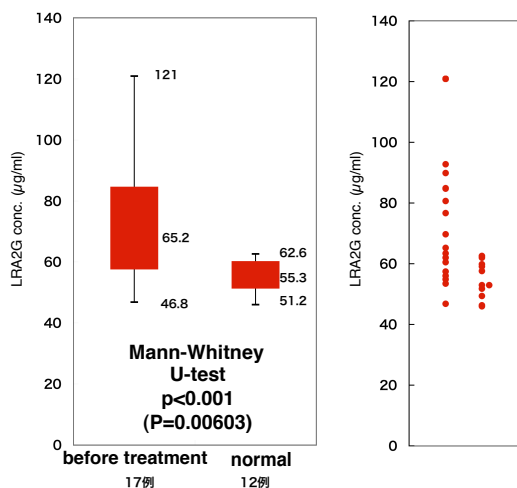 140
120
100
80
60
40
20
0
LRA2G conc. (μg/ml)
121
65.2
46.8
62.6
55.3
51.2
Mann-Whitney
U-test
p<0.001
(P=0.00603)
before treatment
normal
17例
12例
140
120
100
80
60
40
20
0
LRA2G conc. (μg/ml)